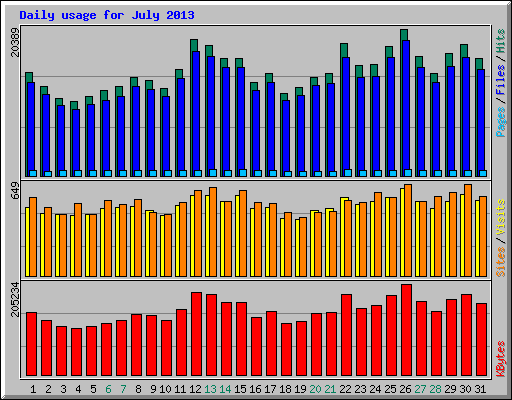 Daily usage for July 2013
20389
Pages / Files / Hits
649
Sites / Visits
205234
KBytes
1 2 3 4 5 6 7 8 9 10 11 12 13 14 15 16 17 18 19 20 21 22 23 24 25 26 27 28 29 30 31